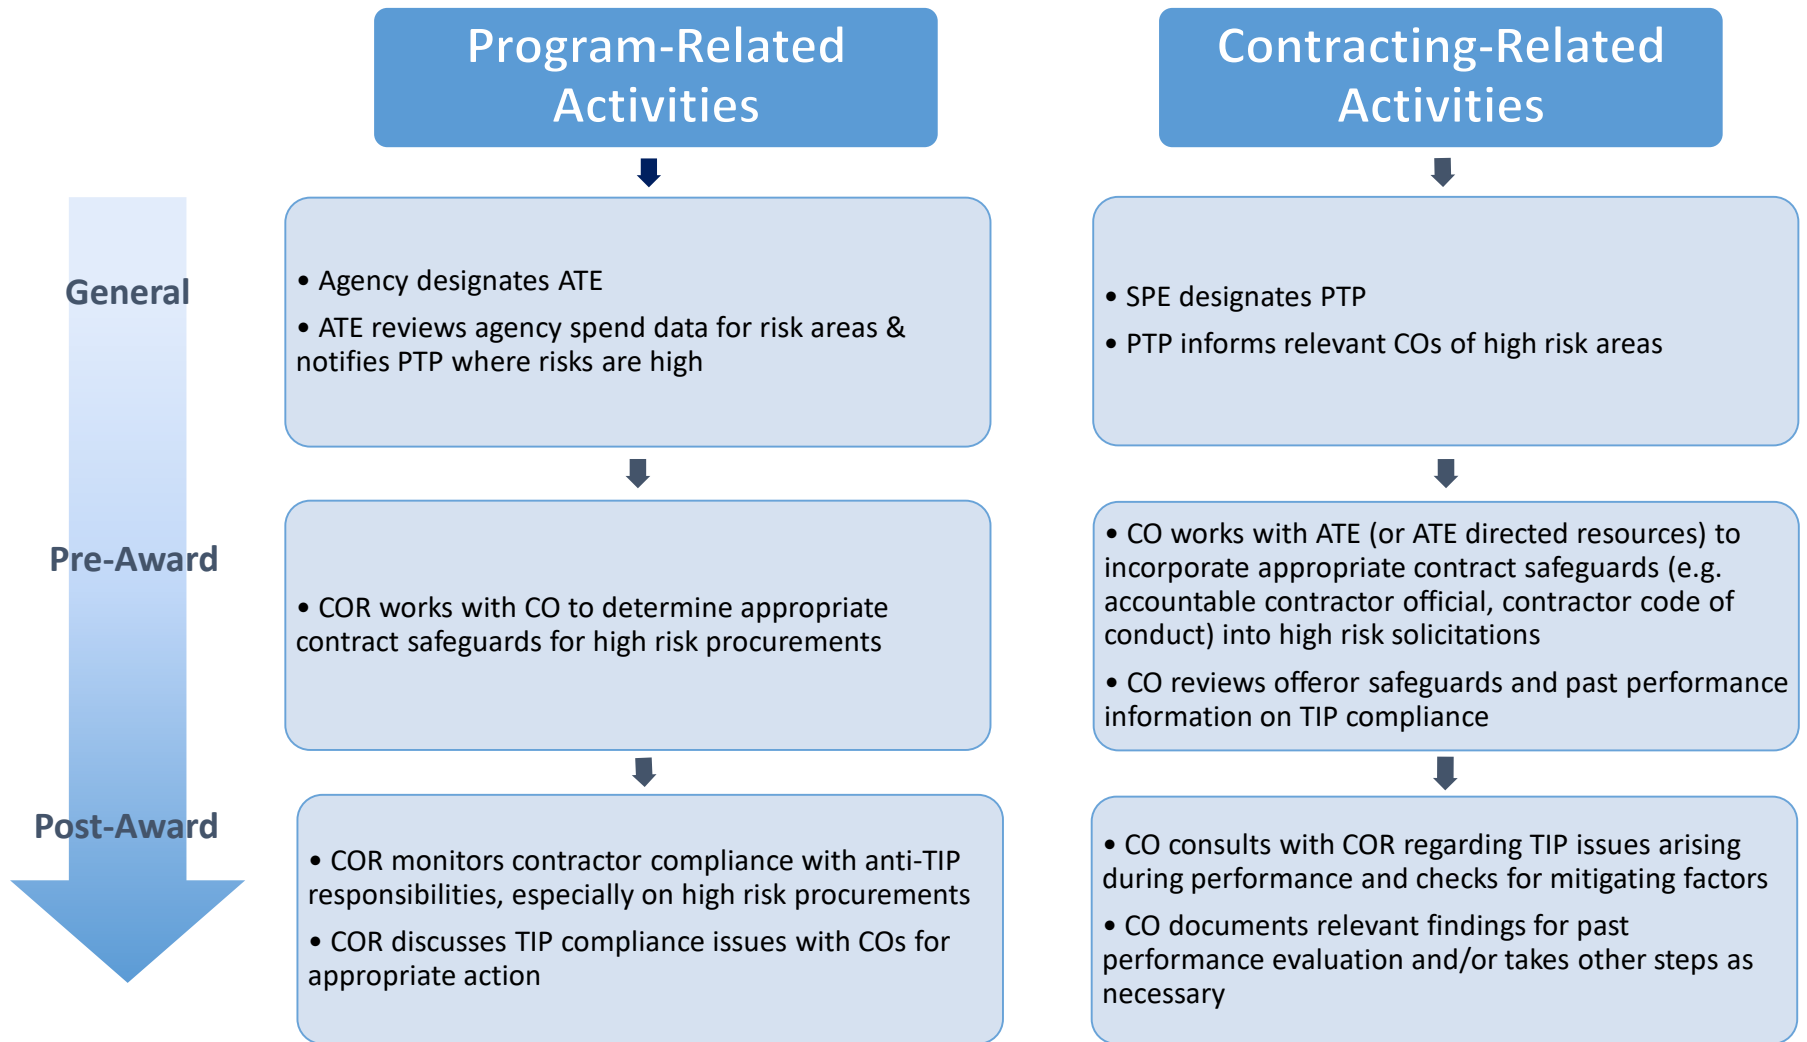 Program-Related
Activities
Contracting-Related
Activities
General
• Agency designates ATE
• ATE reviews agency spend data for risk areas &
notifies PTP where risks are high
• SPE designates PTP
• PTP informs relevant COs of high risk areas
Pre-Award
• COR works with CO to determine appropriate
contract safeguards for high risk procurements
• CO works with ATE (or ATE directed resources) to
incorporate appropriate contract safeguards (e.g.
accountable contractor official, contractor code of
conduct) into high risk solicitations
• CO reviews offeror safeguards and past performance
information on TIP compliance
Post-Award
• COR monitors contractor compliance with anti-TIP
responsibilities, especially on high risk procurements
• COR discusses TIP compliance issues with COs for
appropriate action
• CO consults with COR regarding TIP issues arising
during performance and checks for mitigating factors
• CO documents relevant findings for past
performance evaluation and/or takes other steps as
necessary